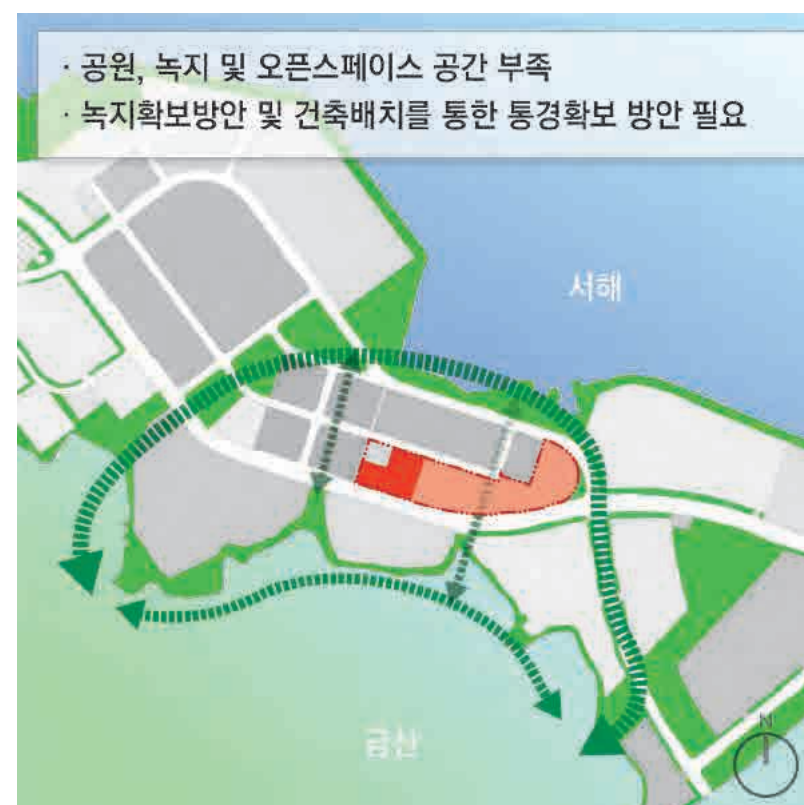 · 공원, 녹지 및 오픈스페이스 공간 부족
· 녹지확보방안 및 건축배치를 통한 통경확보 방안 필요
서해
금산
N